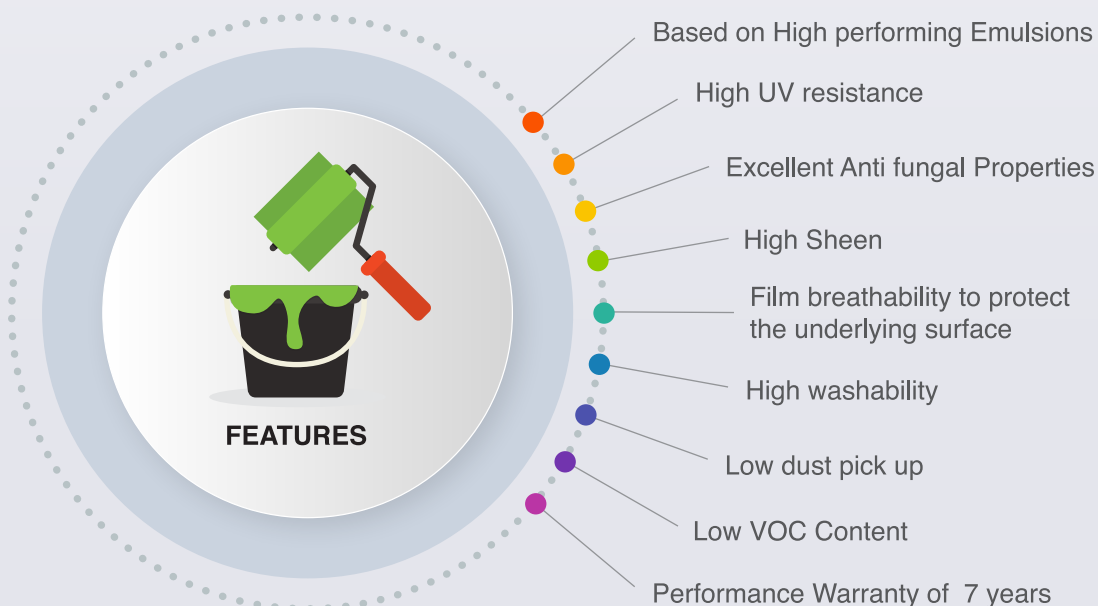 Based on High performing Emulsions
High UV resistance
Excellent Anti fungal Properties
High Sheen
Film breathability to protect
the underlying surface
High washability
Low dust pick up
Low VOC Content
Performance Warranty of 7 years
FEATURES